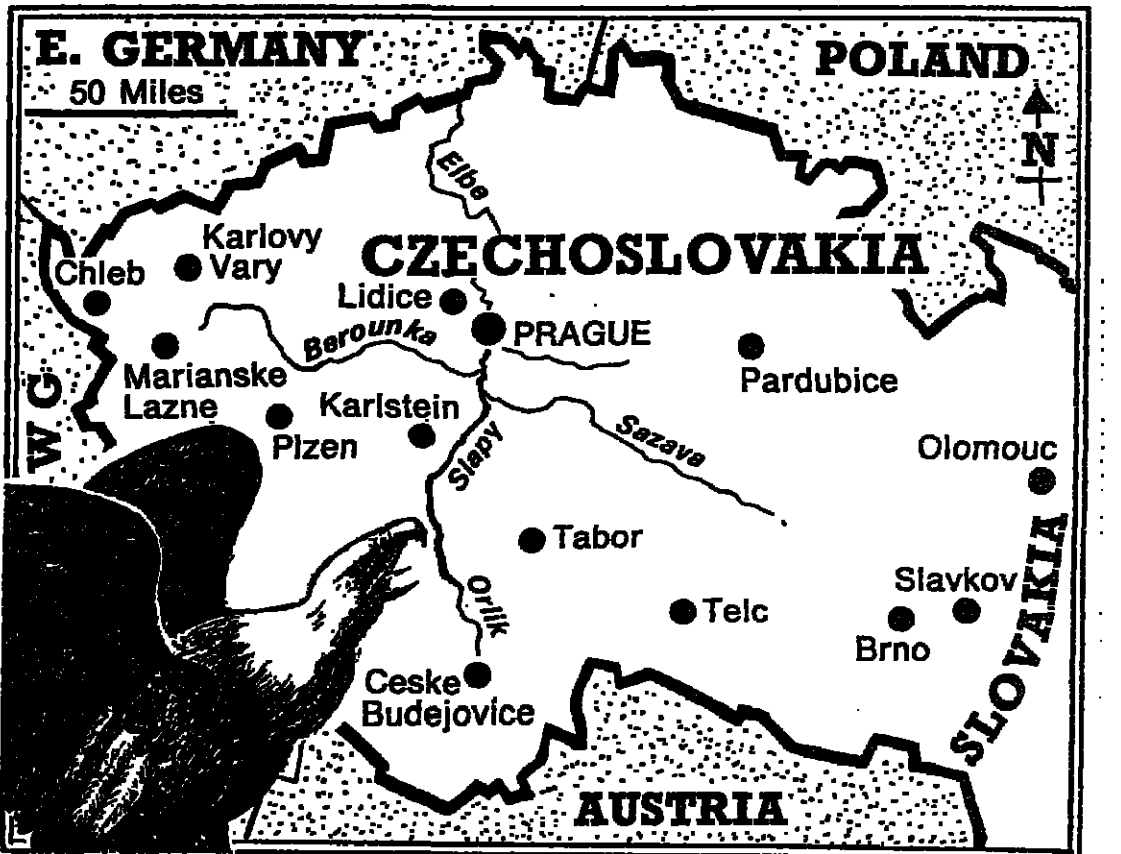 E. GERMANY
50 Miles
POLAND
N
Elbe
CZECHOSLOVAKIA
Karlovy
Vary
Chleb
Lidice
PRAGUE
Berounka
Marianske
Lazne
Pardubice
W G
Karlstein
Plzen
Slapy
Sazava
Olomouc
Tabor
Orlik
Telc
Slavkov
Brno
SLOVAKIA
Ceske
Budejovice
AUSTRIA